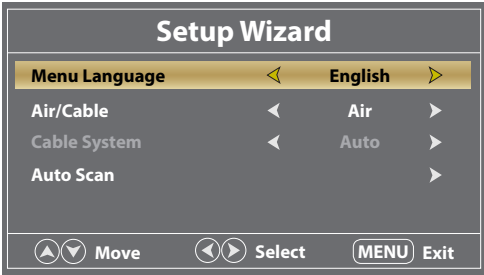 Setup Wizard
Menu Language English
Air/Cable Air
Cable System Auto
Auto Scan
Move Select MENU Exit